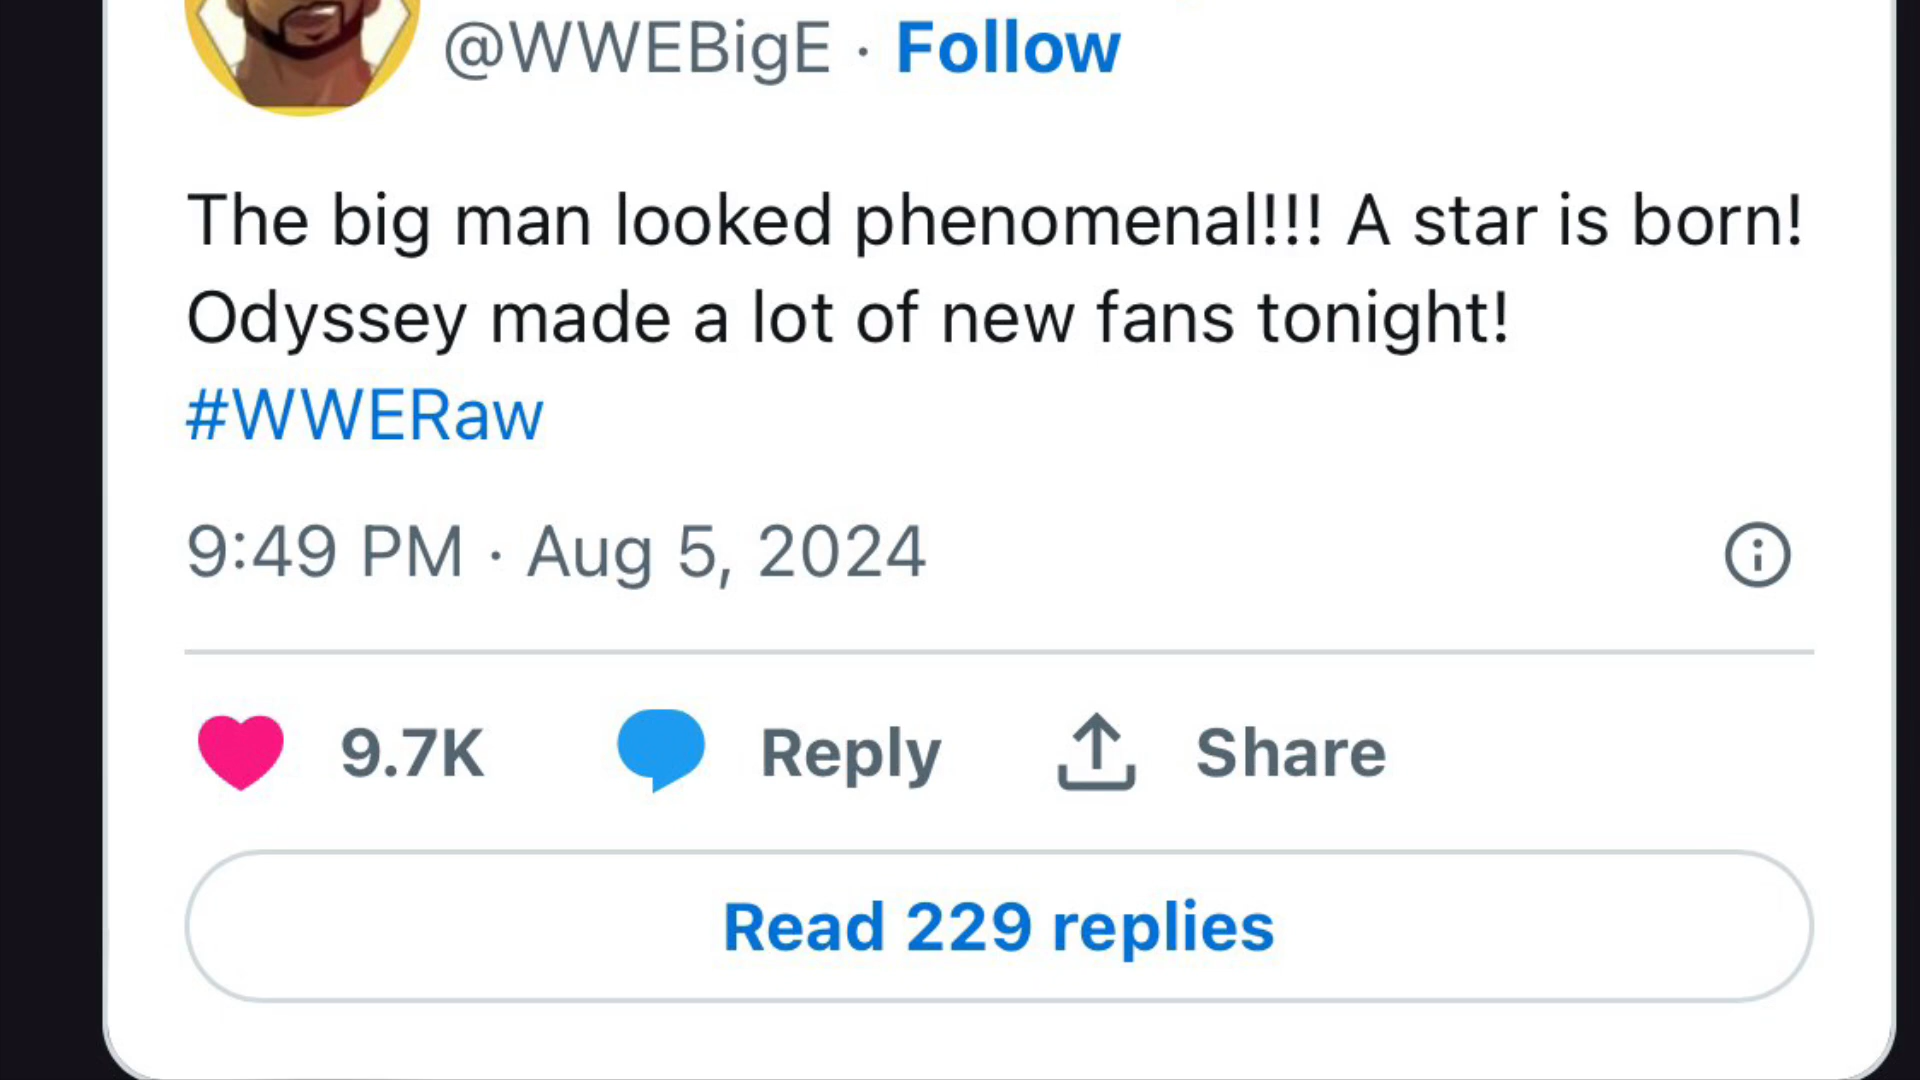 @WWEBigE · Follow
The big man looked phenomenal!!! A star is born!
Odyssey made a lot of new fans tonight!
#WWERaw
9:49 PM · Aug 5, 2024
9.7K Reply Share
Read 229 replies